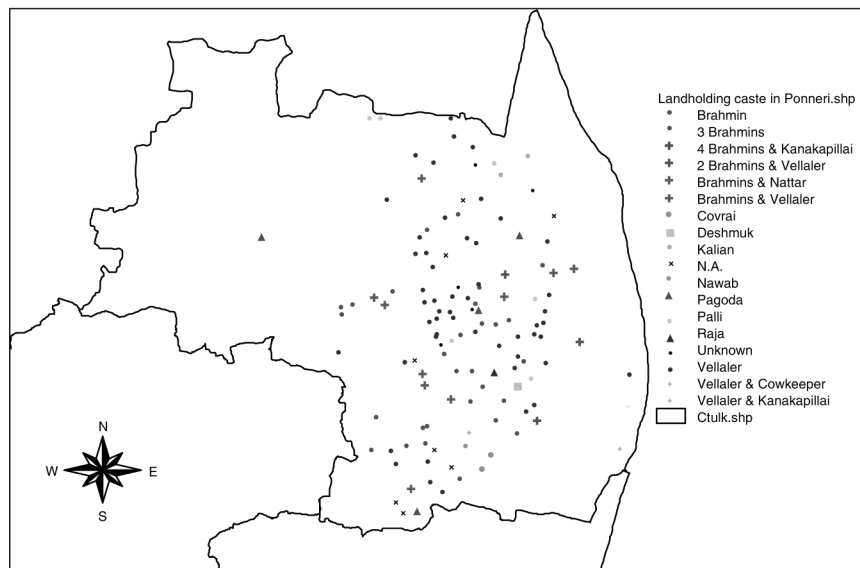 Landholding caste in Ponneri.shp
Brahmin
3 Brahmins
4 Brahmins & Kanakapillai
2 Brahmins & Vellaler
Brahmins & Nattar
Brahmins & Vellaler
Covrai
Deshmuk
Kalian
N.A.
Nawab
Pagoda
Palli
Raja
Unknown
Vellaler
Vellaler & Cowkeeper
Vellaler & Kanakapillai
Ctulk.shp
N
W E
S